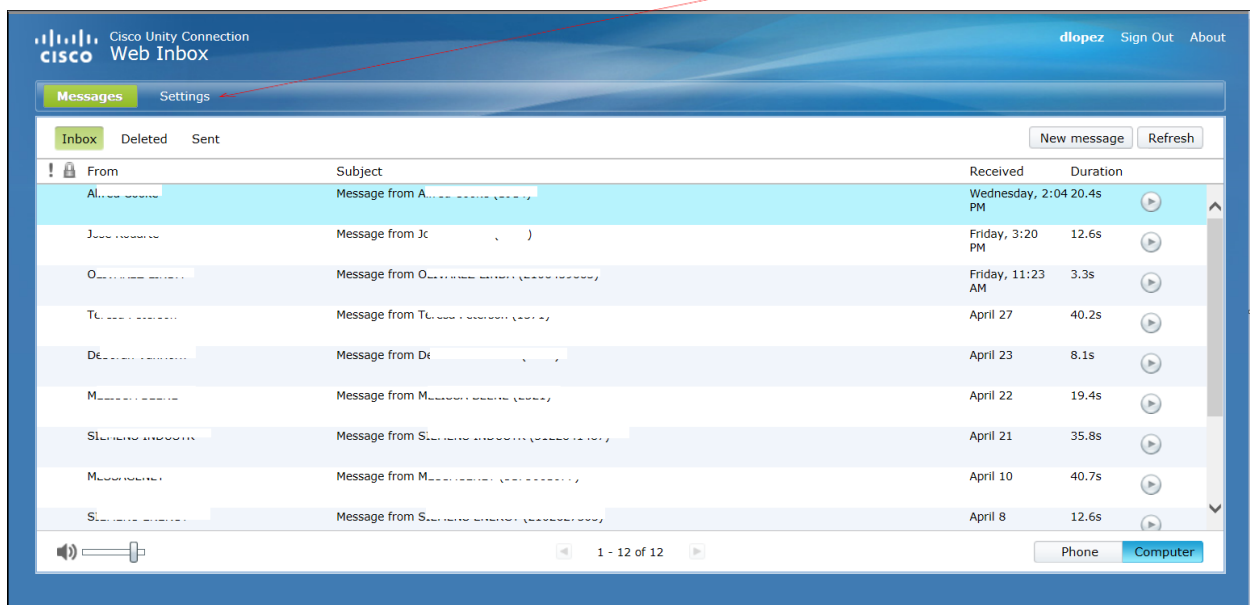 Cisco Unity Connection
CISCO Web Inbox
dlopez Sign Out About
Messages Settings
Inbox Deleted Sent
New message Refresh
! From Subject Received Duration
Message from Wednesday, 2:04 PM 20.4s
Message from Friday, 3:20 PM 12.6s
Message from Friday, 11:23 AM 3.3s
Message from April 27 40.2s
Message from April 23 8.1s
Message from April 22 19.4s
Message from April 21 35.8s
Message from April 10 40.7s
Message from April 8 12.6s
1 - 12 of 12
Phone Computer